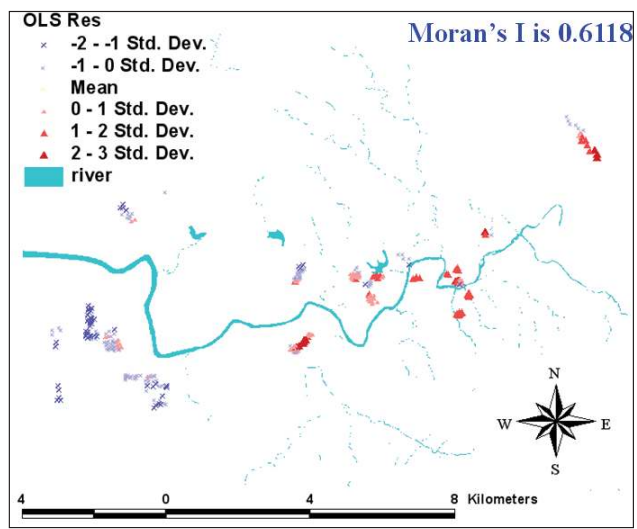 OLS Res
Moran's I is 0.6118
-2 - -1 Std. Dev.
-1 - 0 Std. Dev.
Mean
0 - 1 Std. Dev.
1 - 2 Std. Dev.
2 - 3 Std. Dev.
river
N
W E
S
4 0 4 8 Kilometers